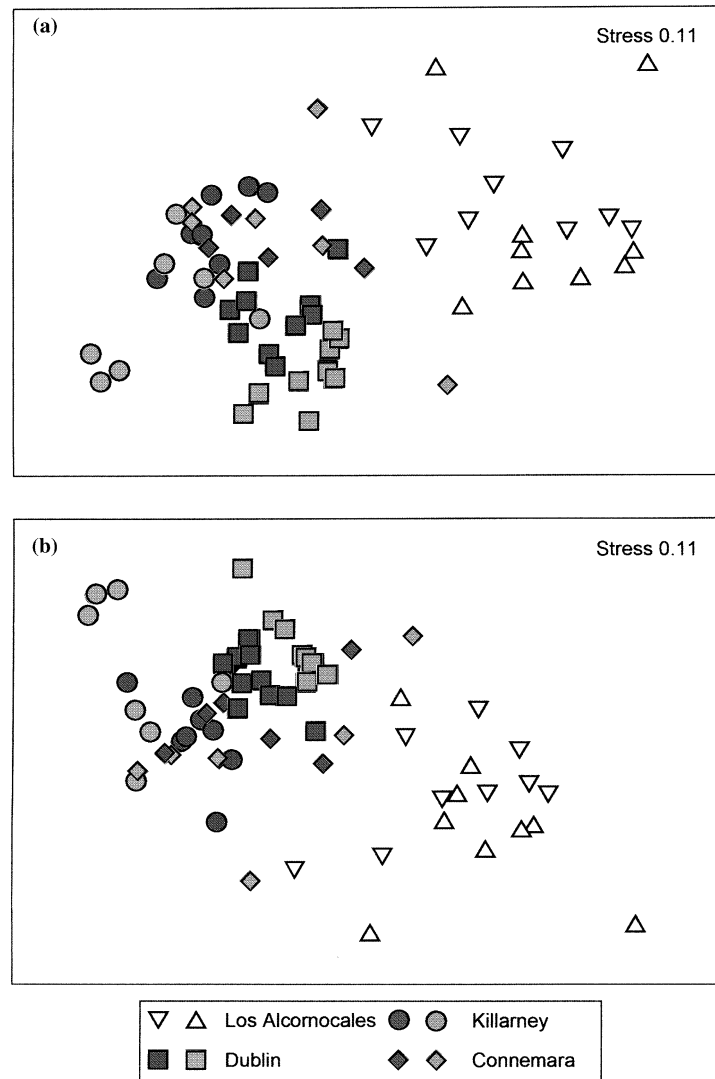 (a)
Stress 0.11
(b)
Stress 0.11
Los Alcornocales
Killarney
Dublin
Connemara